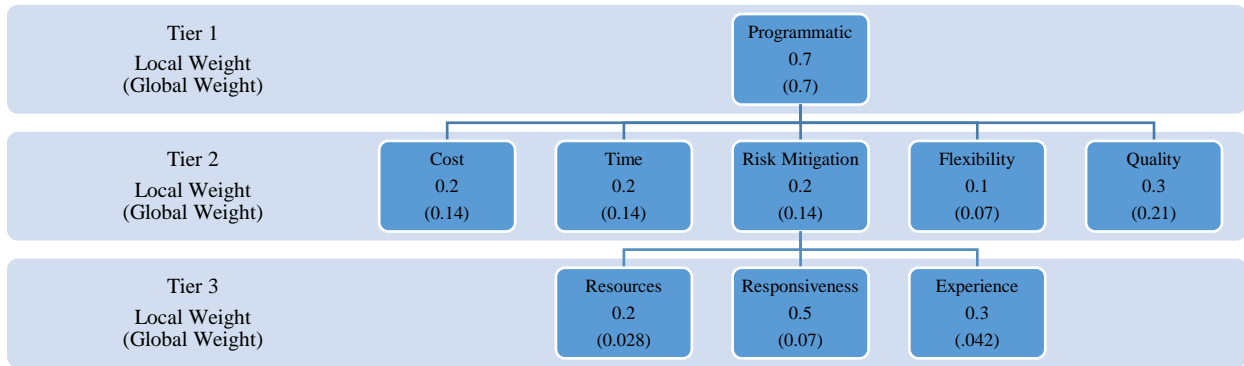 Tier 1
Local Weight
(Global Weight)
Programmatic
0.7
(0.7)
Tier 2
Local Weight
(Global Weight)
Cost
0.2
(0.14)
Time
0.2
(0.14)
Risk Mitigation
0.2
(0.14)
Flexibility
0.1
(0.07)
Quality
0.3
(0.21)
Tier 3
Local Weight
(Global Weight)
Resources
0.2
(0.028)
Responsiveness
0.5
(0.07)
Experience
0.3
(.042)